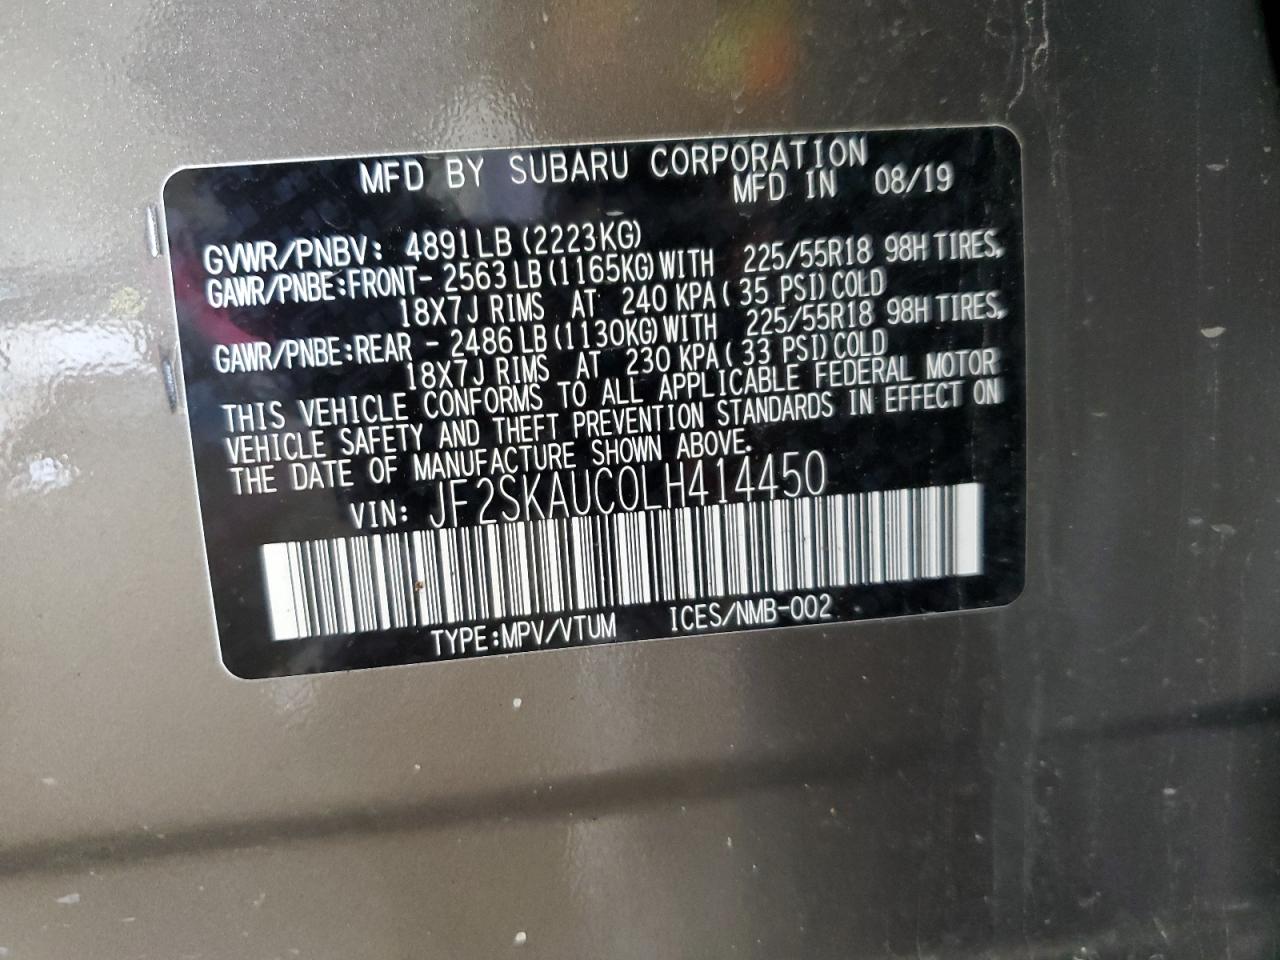 MFD BY SUBARU CORPORATION
MFD IN 08/19
GVWR/PNBV: 4891LB (2223KG)
GAWR/PNBE:FRONT- 2563 LB (1165KG) WITH 225/55R18 98H TIRES,
18X7J RIMS AT 240 KPA( 35 PSI) COLD
GAWR/PNBE:REAR - 2486 LB (1130KG) WITH 225/55R18 98H TIRES,
18X7J RIMS AT 230 KPA( 33 PSI) COLD
THIS VEHICLE CONFORMS TO ALL APPLICABLE FEDERAL MOTOR
VEHICLE SAFETY AND THEFT PREVENTION STANDARDS IN EFFECT ON
THE DATE OF MANUFACTURE SHOWN ABOVE.
VIN: JF2SKAUC0LH414450
TYPE:MPV/VTUM ICES/NMB-002